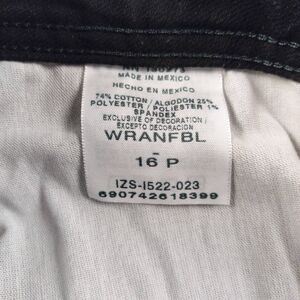 MADE IN MEXICO
HECHO EN MEXICO
74% COTTON / ALGODON 25%
POLYESTER / POLIESTER 1%
SPANDEX
EXCLUSIVE OF DECORATION /
EXCEPTO DECORACION
WRANFBL
-
16 P
IZS-I522-023
690742618399